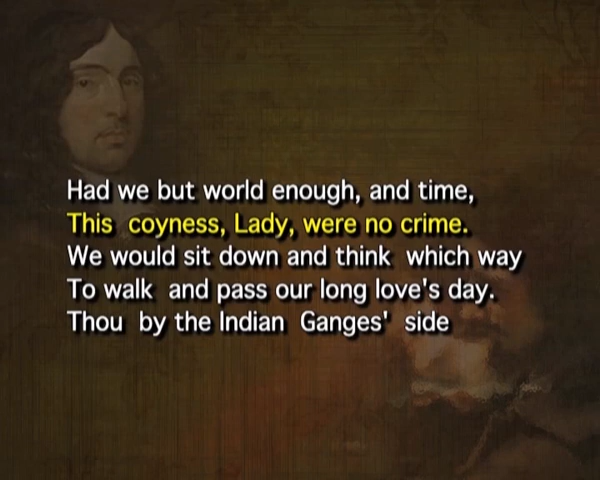 Had we but world enough, and time,
This coyness, Lady, were no crime.
We would sit down and think which way
To walk and pass our long love's day.
Thou by the Indian Ganges' side